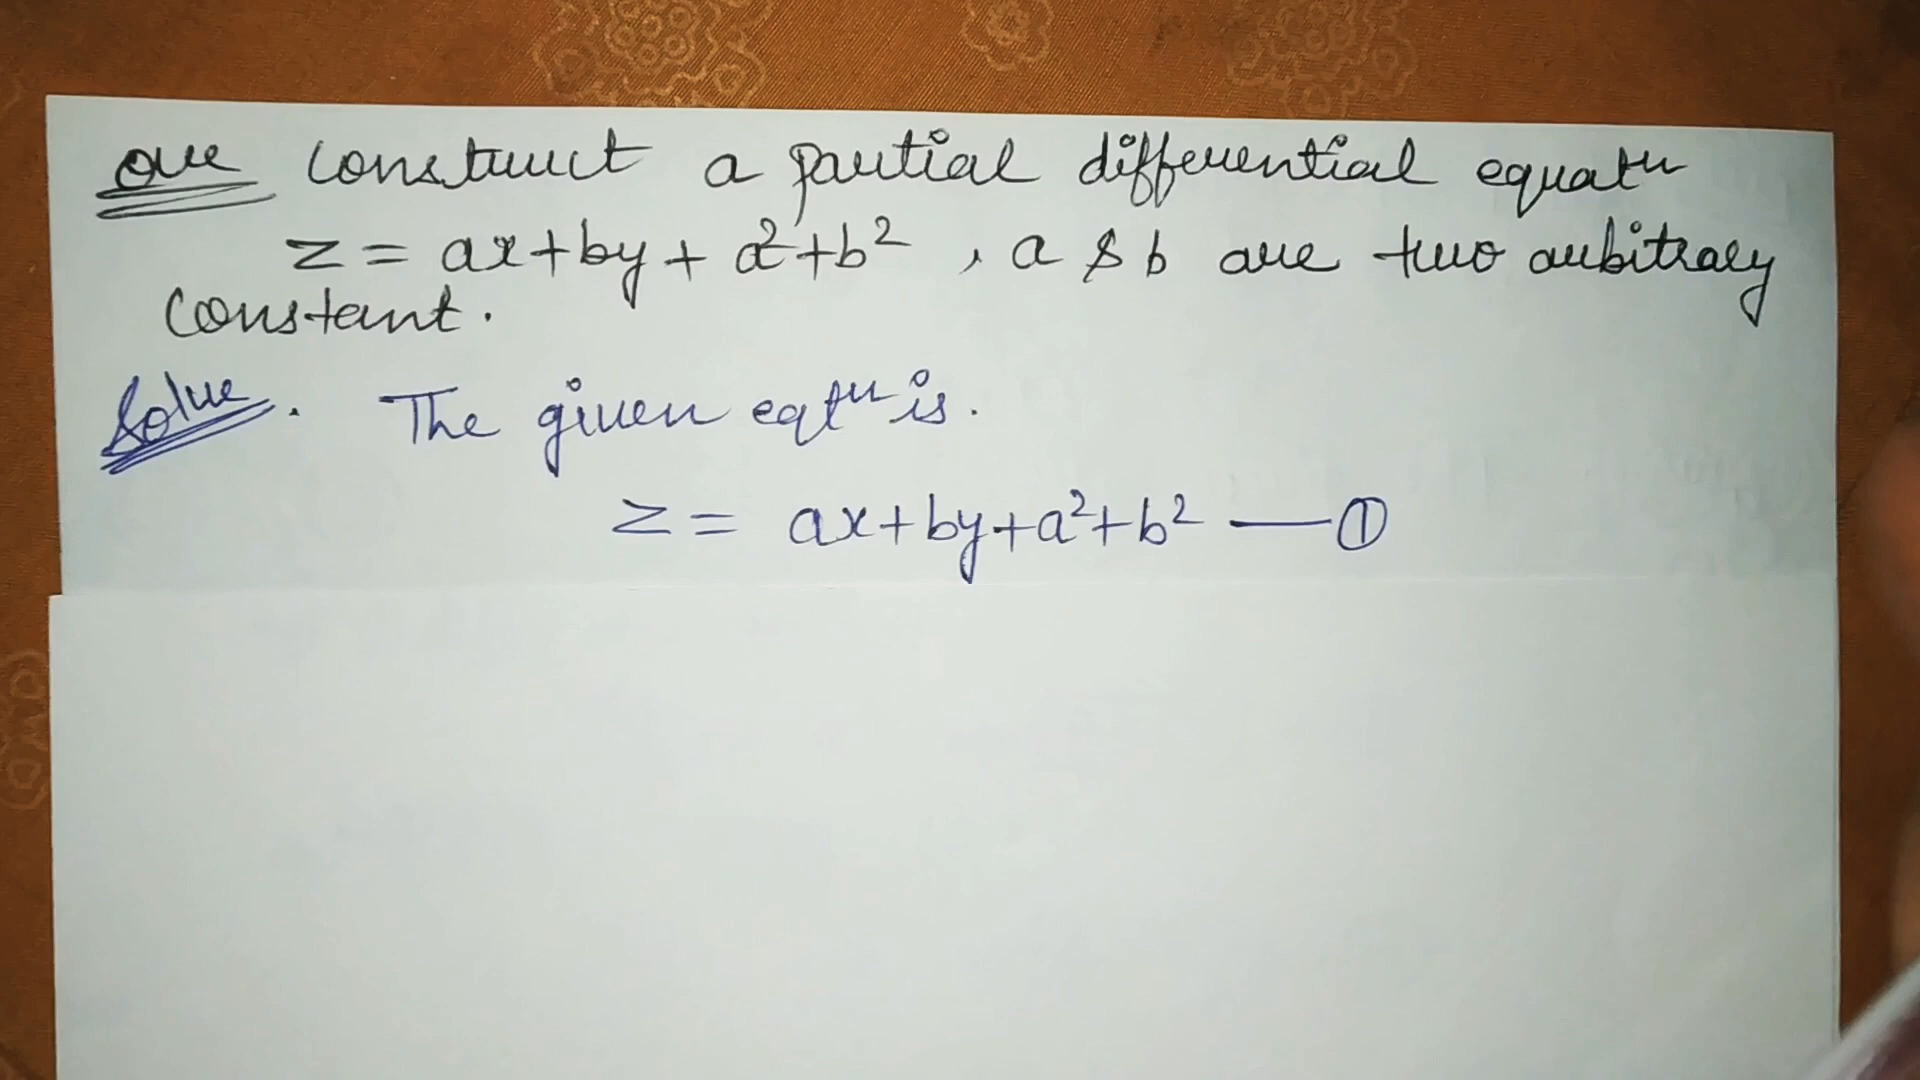 Que Construct a partial differential equatn
z = ax+by+a²+b² , a & b are two arbitrary
constant.
Solve. The given eqtn is.
z = ax+by+a²+b² — ①